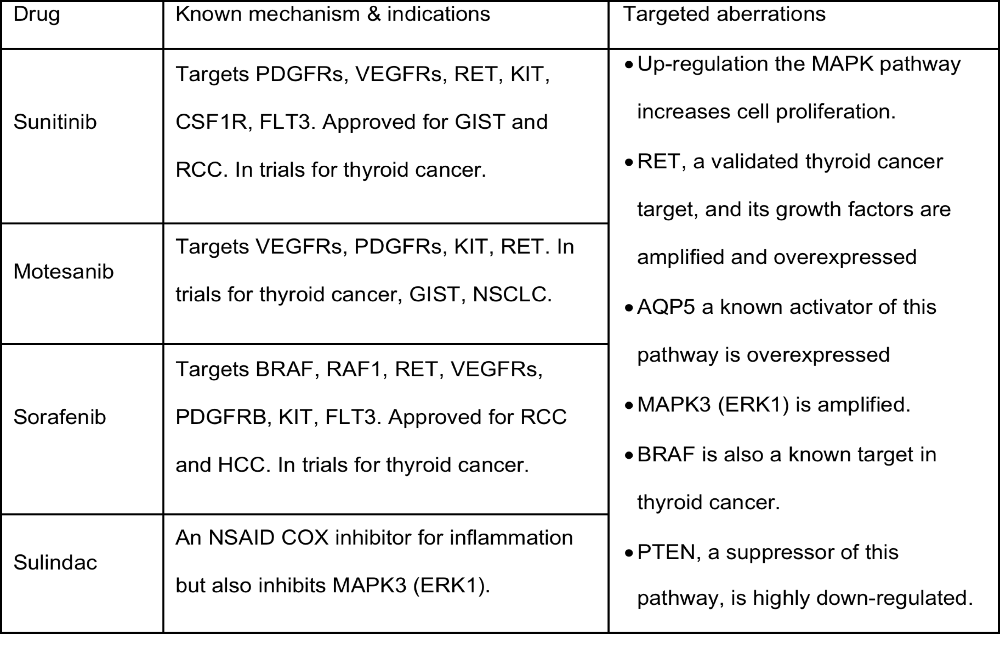 Drug
Known mechanism & indications
Targeted aberrations
Sunitinib
Targets PDGFRs, VEGFRs, RET, KIT,
CSF1R, FLT3. Approved for GIST and
RCC. In trials for thyroid cancer.
Motesanib
Targets VEGFRs, PDGFRs, KIT, RET. In
trials for thyroid cancer, GIST, NSCLC.
Sorafenib
Targets BRAF, RAF1, RET, VEGFRs,
PDGFRB, KIT, FLT3. Approved for RCC
and HCC. In trials for thyroid cancer.
Sulindac
An NSAID COX inhibitor for inflammation
but also inhibits MAPK3 (ERK1).
• Up-regulation the MAPK pathway
increases cell proliferation.
• RET, a validated thyroid cancer
target, and its growth factors are
amplified and overexpressed
• AQP5 a known activator of this
pathway is overexpressed
• MAPK3 (ERK1) is amplified.
• BRAF is also a known target in
thyroid cancer.
• PTEN, a suppressor of this
pathway, is highly down-regulated.